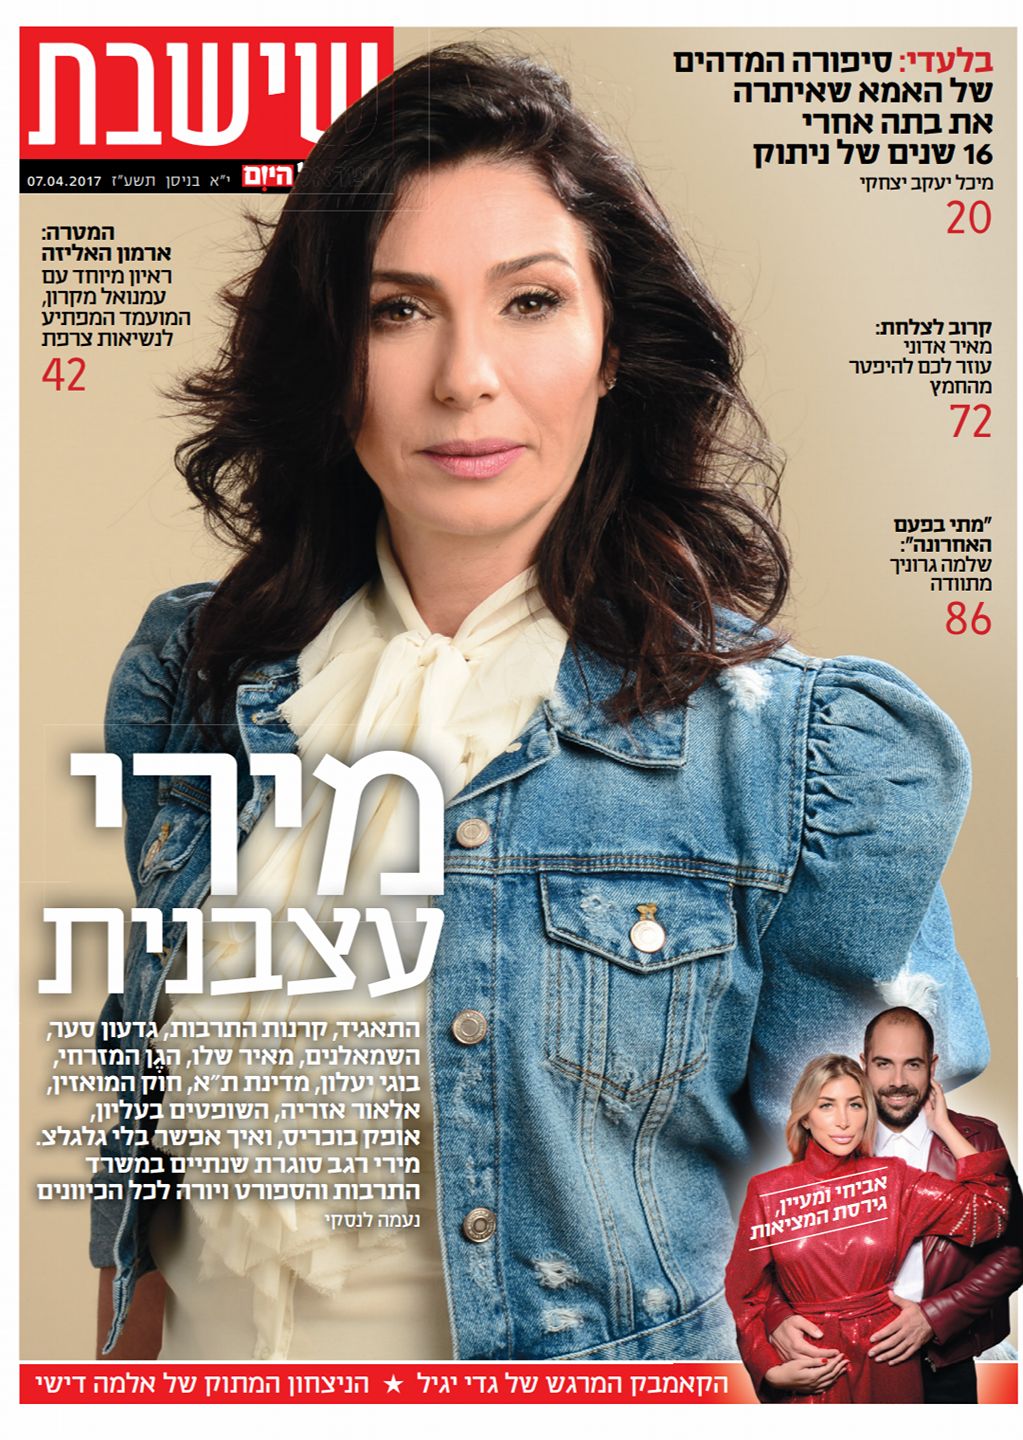 שישבת
ישראל היום י"א בניסן תשע"ז 07.04.2017
בלעדי: סיפורה המדהים
של האמא שאיתרה
את בתה אחרי
16 שנים של ניתוק
מיכל יעקב יצחקי
20
המטרה:
ארמון האליזה
ראיון מיוחד עם
עמנואל מקרון,
המועמד המפתיע
לנשיאות צרפת
42
קרוב לצלחת:
מאיר אדוני
עוזר לכם להיפטר
מהחמץ
72
"מתי בפעם
האחרונה":
שלמה גרוניך
מתוודה
86
מירי
עצבנית
התאגיד, קרנות התרבות, גדעון סער,
השמאלנים, מאיר שלו, הגֶן המזרחי,
בוגי יעלון, מדינת ת"א, חוק המואזין,
אלאור אזריה, השופטים בעליון,
אופק בוכריס, ואיך אפשר בלי גלגלצ.
מירי רגב סוגרת שנתיים במשרד
התרבות והספורט ויורה לכל הכיוונים
נעמה לנסקי
אביחי ומעיין,
גירסת המציאות
הקאמבק המרגש של גדי יגיל ★ הניצחון המתוק של אלמה דישי